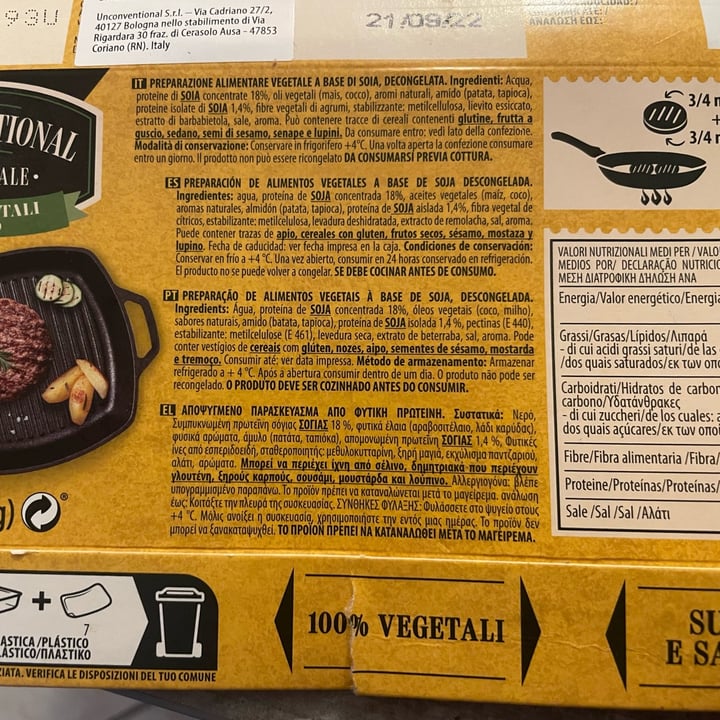 93U
Unconventional S.r.l. – Via Cadriano 27/2,
40127 Bologna nello stabilimento di Via
Rigardara 30 fraz. di Cerasolo Ausa - 47853
Coriano (RN). Italy
21/09/22
ΑΝΑΛΩΣΗ ΕΩΣ:
TIONAL
ALE •
TALI
IT PREPARAZIONE ALIMENTARE VEGETALE A BASE DI SOIA, DECONGELATA. Ingredienti: Acqua,
proteine di SOIA concentrate 18%, oli vegetali (mais, cocco), aromi naturali, amido (patata, tapioca),
proteine isolate di SOIA 1,4%, fibre vegetali di agrumi, stabilizzante: metilcellulosa, lievito essiccato,
estratto di barbabietola, sale, aroma. Può contenere tracce di cereali contenenti glutine, frutta a
guscio, sedano, semi di sesamo, senape e lupini. Da consumare entro: vedi lato della confezione.
Modalità di conservazione: Conservare in frigorifero +4°C. Una volta aperta la confezione consumare
entro un giorno. Il prodotto non può essere ricongelato DA CONSUMARSI PREVIA COTTURA.
ES PREPARACIÓN DE ALIMENTOS VEGETALES A BASE DE SOJA DESCONGELADA.
Ingredientes: agua, proteína de SOJA concentrada 18%, aceites vegetales (maíz, coco),
aromas naturales, almidón (patata, tapioca), proteína de SOJA aislada 1,4%, fibra vegetal de
cítricos, estabilizante: metilcelulosa, levadura deshidratada, extracto de remolacha, sal, aroma.
Puede contener trazas de apio, cereales con gluten, frutos secos, sésamo, mostaza y
lupino. Fecha de caducidad: ver fecha impresa en la caja. Condiciones de conservación:
Conservar en frío a +4 °C. Una vez abierto, consumir en 24 horas conservado en refrigeración.
El producto no se puede volver a congelar. SE DEBE COCINAR ANTES DE CONSUMO.
PT PREPARAÇÃO DE ALIMENTOS VEGETAIS À BASE DE SOJA, DESCONGELADA.
Ingredients: Água, proteína de SOJA concentrada 18%, óleos vegetais (coco, milho),
sabores naturais, amido (batata, tapioca), proteína de SOJA isolada 1,4 %, pectinas (E 440),
estabilizante: metilcelulose (E 461), levedura seca, extrato de beterraba, sal, aroma. Pode
conter vestígios de cereais com glúten, nozes, aipo, sementes de sésamo, mostarda
e tremoço. Consumir até: ver data impressa. Método de armazenamento: Armazenar
refrigerado a + 4°C. Após a abertura consumir dentro de um dia. O produto não pode ser
recongelado. O PRODUTO DEVE SER COZINHADO ANTES DO CONSUMIR.
EL ΑΠΟΨΥΓΜΕΝΟ ΠΑΡΑΣΚΕΥΑΣΜΑ ΑΠΟ ΦΥΤΙΚΗ ΠΡΩΤΕΙΝΗ. Συστατικά: Νερό,
Συμπυκνωμένη πρωτεΐνη σόγιας ΣΟΓΙΑΣ 18 %, φυτικά έλαια (αραβοσιτέλαιο, λάδι καρύδας),
φυσικά αρώματα, άμυλο (πατάτα, ταπιόκα), απομονωμένη πρωτεΐνη ΣΟΓΙΑΣ 1,4 %, Φυτικές
ίνες από εσπεριδοειδή, σταθεροποιητής: μεθυλοκυτταρίνη, ξηρή μαγιά, εκχύλισμα παντζαριού,
αλάτι, αρώματα. Μπορεί να περιέχει ίχνη από σέλινο, δημητριακά που περιέχουν
γλουτένη, ξηρούς καρπούς, σουσάμι, μουστάρδα και λούπινο. Αλλεργιογόνα: βλέπε
υπογραμμισμένο παραπάνω. Το προϊόν πρέπει να καταναλώνεται μετά το μαγείρεμα. ανάλωση
έως: Κοιτάξτε την πλευρά της συσκευασίας. ΣΥΝΘΗΚΕΣ ΦΥΛΑΞΗΣ: Φυλάσσετε στο ψυγείο στους
+4 °C. Μόλις ανοίξει η συσκευασία, χρησιμοποιήστε την εντός μιας ημέρας. Το προϊόν δεν
μπορεί να ξανακαταψυχθεί. ΤΟ ΠΡΟΪΟΝ ΠΡΕΠΕΙ ΝΑ ΚΑΤΑΝΑΛΩΘΕΙ ΜΕΤΑ ΤΟ ΜΑΓΕΙΡΕΜΑ.
3/4 m
+
3/4 m
VALORI NUTRIZIONALI MEDI PER / VALO
MEDIOS POR/ DECLARAÇÃO NUTRICIO
ΜΕΣΗ ΔΙΑΤΡΟΦΙΚΗ ΔΗΛΩΣΗ ΑΝΑ
Energia/Valor energético/Energia
Grassi/Grasas/Lípidos/Λιπαρά
- di cui acidi grassi saturi/de las
/dos quais saturados/εκ των οπο
Carboidrati/Hidratos de carbon
carbono/Υδατάνθρακες
- di cui zuccheri/de los cuales: a
dos quais açúcares/εκ των οποί
Fibre/Fibra alimentaria /Fibra/
Proteine/Proteínas/Proteínas/
Sale /Sal /Sal /Αλάτι
g)
+
7
ASTICA /PLÁSTICO
LÁSTICO/ΠΛΑΣΤΙΚΟ
ZIATA. VERIFICA LE DISPOSIZIONI DEL TUO COMUNE
100% VEGETALI
SU
E SA